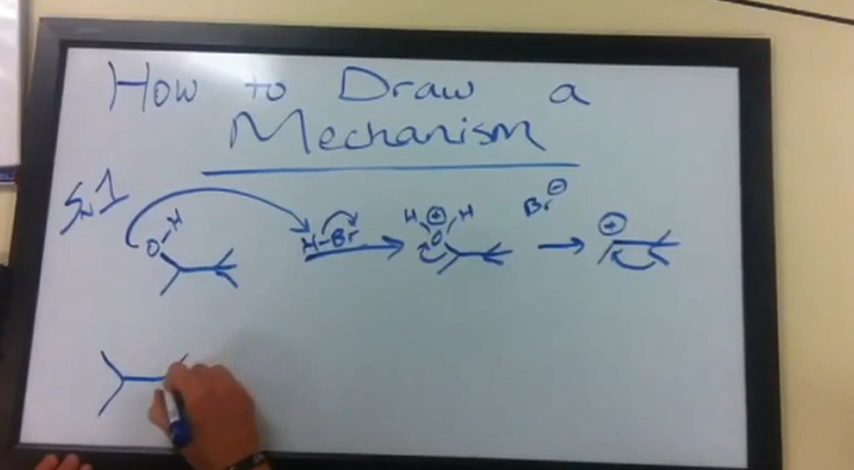 How to Draw a
Mechanism
SN1
O H H-Br H ⊕ H O Br ⊖ ⊕